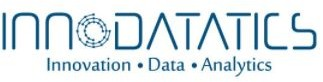 INNODATATICS
Innovation • Data • Analytics